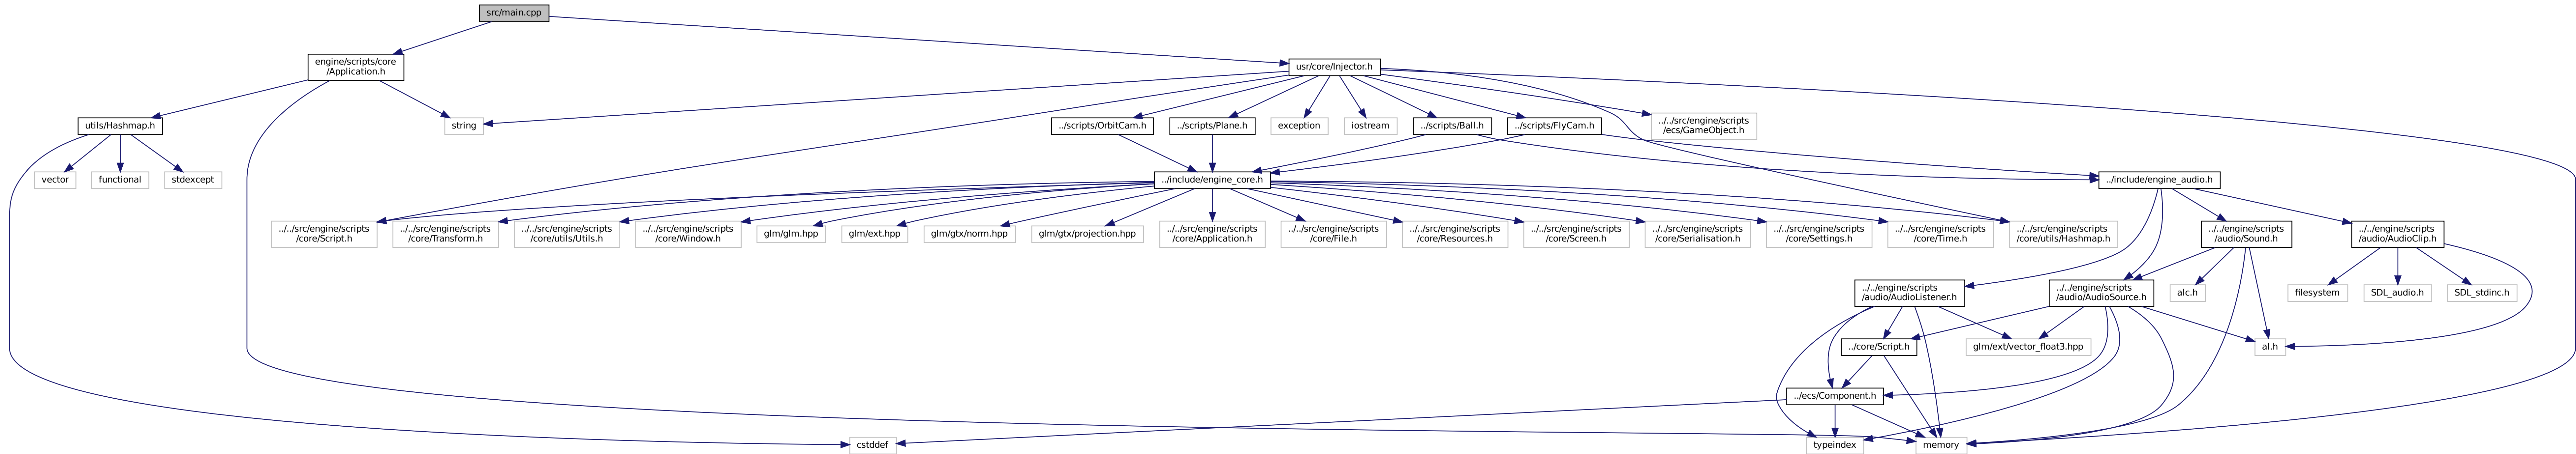 src/main.cpp
engine/scripts/core
/Application.h
usr/core/Injector.h
utils/Hashmap.h
string
../scripts/OrbitCam.h
../scripts/Plane.h
exception
iostream
../scripts/Ball.h
../scripts/FlyCam.h
../../src/engine/scripts
/ecs/GameObject.h
vector
functional
stdexcept
../include/engine_core.h
../include/engine_audio.h
../../src/engine/scripts
/core/Script.h
../../src/engine/scripts
/core/Transform.h
../../src/engine/scripts
/core/utils/Utils.h
../../src/engine/scripts
/core/Window.h
glm/glm.hpp
glm/ext.hpp
glm/gtx/norm.hpp
glm/gtx/projection.hpp
../../src/engine/scripts
/core/Application.h
../../src/engine/scripts
/core/File.h
../../src/engine/scripts
/core/Resources.h
../../src/engine/scripts
/core/Screen.h
../../src/engine/scripts
/core/Serialisation.h
../../src/engine/scripts
/core/Settings.h
../../src/engine/scripts
/core/Time.h
../../src/engine/scripts
/core/utils/Hashmap.h
../../engine/scripts
/audio/Sound.h
../../engine/scripts
/audio/AudioClip.h
../../engine/scripts
/audio/AudioListener.h
../../engine/scripts
/audio/AudioSource.h
alc.h
filesystem
SDL_audio.h
SDL_stdinc.h
../core/Script.h
glm/ext/vector_float3.hpp
al.h
../ecs/Component.h
cstddef
typeindex
memory